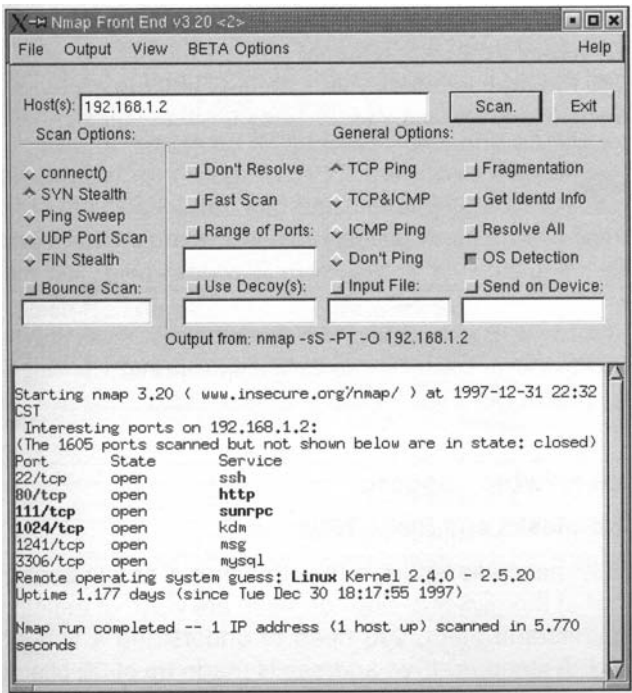 Nmap Front End v3.20 <2>
File Output View BETA Options Help
Host(s): 192.168.1.2 Scan. Exit
Scan Options: General Options:
connect() Don't Resolve TCP Ping Fragmentation
SYN Stealth Fast Scan TCP&ICMP Get Identd Info
Ping Sweep Range of Ports: ICMP Ping Resolve All
UDP Port Scan Don't Ping OS Detection
FIN Stealth
Bounce Scan: Use Decoy(s): Input File: Send on Device:
Output from: nmap -sS -PT -O 192.168.1.2
Starting nmap 3.20 ( www.insecure.org/nmap/ ) at 1997-12-31 22:32
CST
Interesting ports on 192.168.1.2:
(The 1605 ports scanned but not shown below are in state: closed)
Port State Service
22/tcp open ssh
80/tcp open http
111/tcp open sunrpc
1024/tcp open kdm
1241/tcp open msg
3306/tcp open mysql
Remote operating system guess: Linux Kernel 2.4.0 - 2.5.20
Uptime 1.177 days (since Tue Dec 30 18:17:55 1997)
Nmap run completed -- 1 IP address (1 host up) scanned in 5.770
seconds